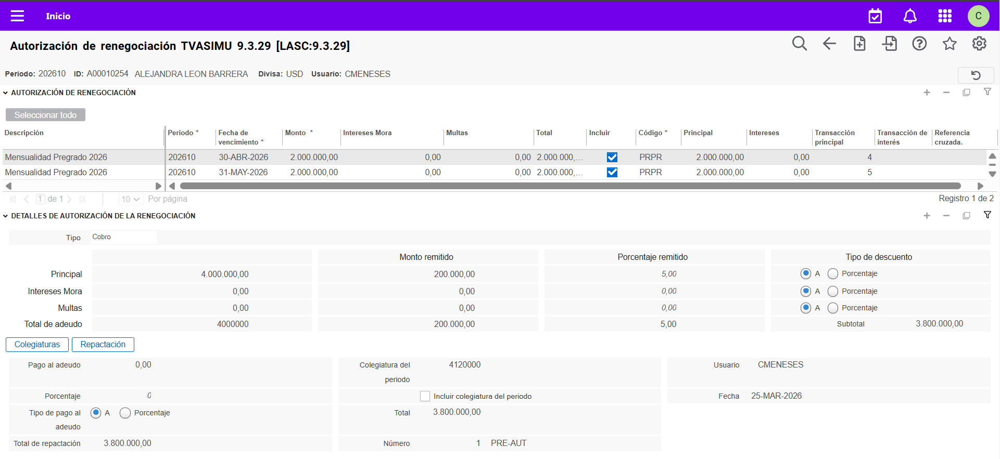 Inicio
C
Autorización de renegociación TVASIMU 9.3.29 [LASC:9.3.29]
Periodo: 202610 ID: A00010254 ALEJANDRA LEON BARRERA Divisa: USD Usuario: CMENESES
AUTORIZACIÓN DE RENEGOCIACIÓN
Seleccionar todo
Descripción Periodo * Fecha de vencimiento * Monto * Intereses Mora Multas Total Incluir Código * Principal Intereses Transacción principal Transacción de interés Referencia cruzada.
Mensualidad Pregrado 2026 202610 30-ABR-2026 2.000.000,00 0,00 0,00 2.000.000,... PRPR 2.000.000,00 0,00 4
Mensualidad Pregrado 2026 202610 31-MAY-2026 2.000.000,00 0,00 0,00 2.000.000,... PRPR 2.000.000,00 0,00 5
1 de 1 10 Por página Registro 1 de 2
DETALLES DE AUTORIZACIÓN DE LA RENEGOCIACIÓN
Tipo Cobro
Monto remitido Porcentaje remitido Tipo de descuento
Principal 4.000.000,00 200.000,00 5,00 A Porcentaje
Intereses Mora 0,00 0,00 0,00 A Porcentaje
Multas 0,00 0,00 0,00 A Porcentaje
Total de adeudo 4000000 200.000,00 5,00 Subtotal 3.800.000,00
Colegiaturas Repactación
Pago al adeudo 0,00 Colegiatura del periodo 4120000 Usuario CMENESES
Porcentaje 0 Incluir colegiatura del periodo Fecha 25-MAR-2026
Tipo de pago al adeudo A Porcentaje Total 3.800.000,00
Total de repactación 3.800.000,00 Número 1 PRE-AUT